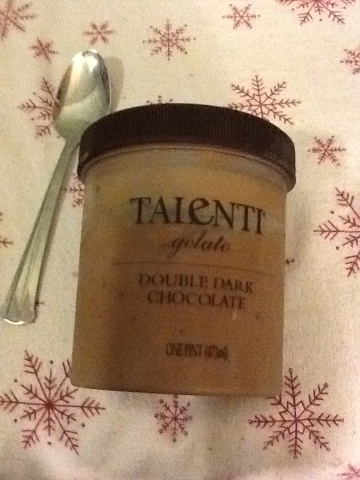 TALENTI
gelato
DOUBLE DARK
CHOCOLATE
ONE PINT (473ml)